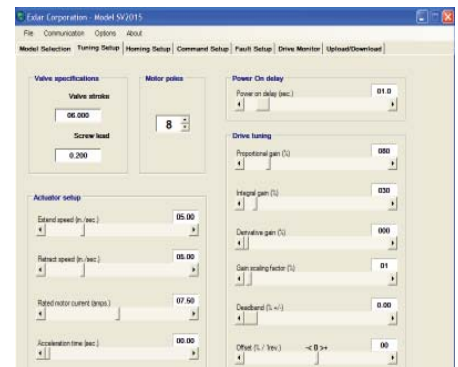 Exlar Corporation - Model SV2015
File Communication Options About
Model Selection Tuning Setup Homing Setup Command Setup Fault Setup Drive Monitor Upload/Download
Valve specifications
Valve stroke
06.000
Screw lead
0.200
Motor poles
8
Power On delay
Power on delay (sec.)
01.0
Drive tuning
Proportional gain (%)
080
Integral gain (%)
030
Derivative gain (%)
000
Gain scaling factor (%)
01
Deadband (% +/-)
0.00
Offset (% / 1rev.) -< 0 >+
00
Actuator setup
Extend speed (in./sec.)
05.00
Retract speed (in./sec.)
05.00
Rated motor current (amps.)
07.50
Acceleration time (sec.)
00.00